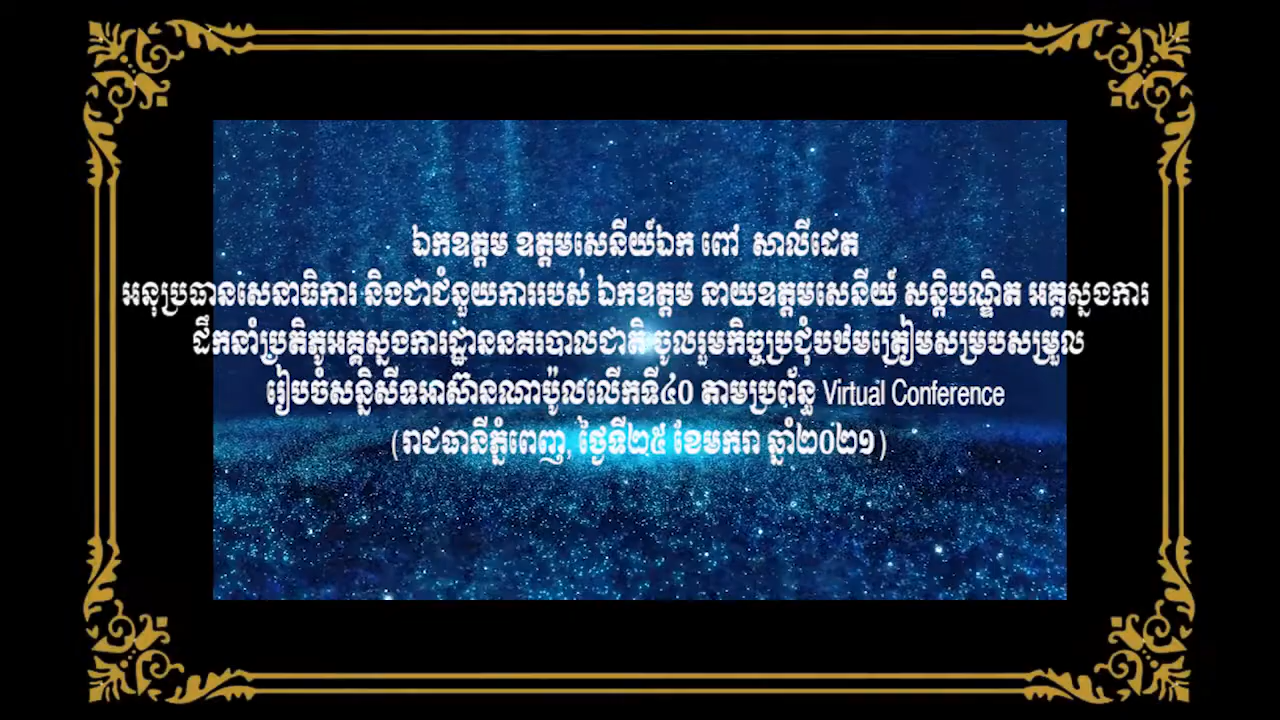 ឯកឧត្តម ឧត្តមសេនីយ៍ឯក ពៅ សាលីដេត
អនុប្រធានសេនាធិការ និងជាជំនួយការរបស់ ឯកឧត្តម នាយឧត្តមសេនីយ៍ សន្តិបណ្ឌិត អគ្គស្នងការ
ដឹកនាំប្រតិភូអគ្គស្នងការដ្ឋាននគរបាលជាតិ ចូលរួមកិច្ចប្រជុំបឋមត្រៀមសម្របសម្រួល
រៀបចំសន្និសីទអាស៊ានណាប៉ូលលើកទី៤០ តាមប្រព័ន្ធ Virtual Conference
(រាជធានីភ្នំពេញ, ថ្ងៃទី២៥ ខែមករា ឆ្នាំ២០២១)